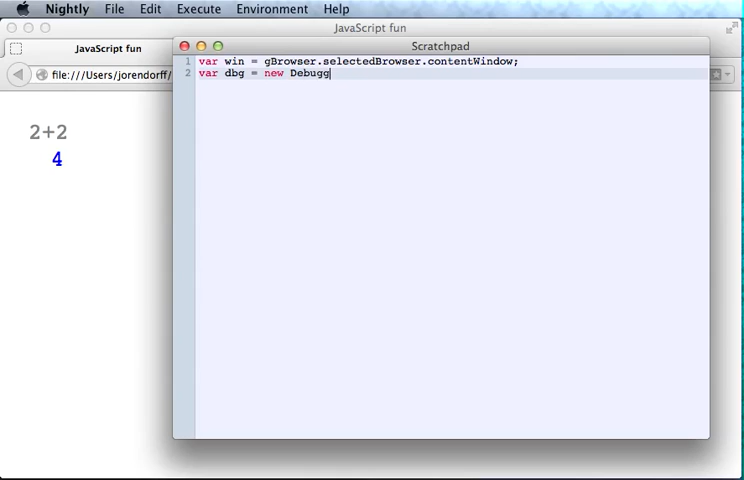 Nightly File Edit Execute Environment Help
JavaScript fun
JavaScript fun
file:///Users/jorendorff/
2+2
4
Scratchpad
1 var win = gBrowser.selectedBrowser.contentWindow;
2 var dbg = new Debugg